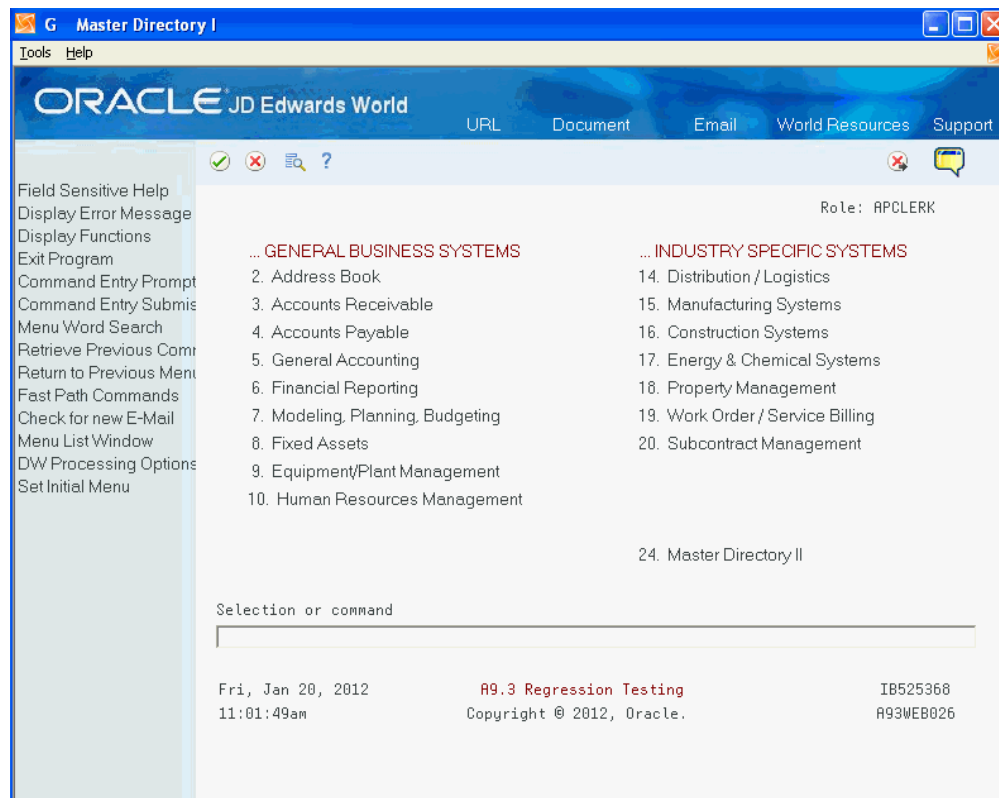 G Master Directory I
Tools Help
ORACLE JD Edwards World
URL Document Email World Resources Support
Field Sensitive Help
Display Error Message
Display Functions
Exit Program
Command Entry Prompt
Command Entry Submis
Menu Word Search
Retrieve Previous Com
Return to Previous Menu
Fast Path Commands
Check for new E-Mail
Menu List Window
DW Processing Options
Set Initial Menu
Role: APCLERK
... GENERAL BUSINESS SYSTEMS
2. Address Book
3. Accounts Receivable
4. Accounts Payable
5. General Accounting
6. Financial Reporting
7. Modeling, Planning, Budgeting
8. Fixed Assets
9. Equipment/Plant Management
10. Human Resources Management
... INDUSTRY SPECIFIC SYSTEMS
14. Distribution / Logistics
15. Manufacturing Systems
16. Construction Systems
17. Energy & Chemical Systems
18. Property Management
19. Work Order / Service Billing
20. Subcontract Management
24. Master Directory II
Selection or command
Fri, Jan 20, 2012 A9.3 Regression Testing IB525368
11:01:49am Copyright © 2012, Oracle. A93WEB026